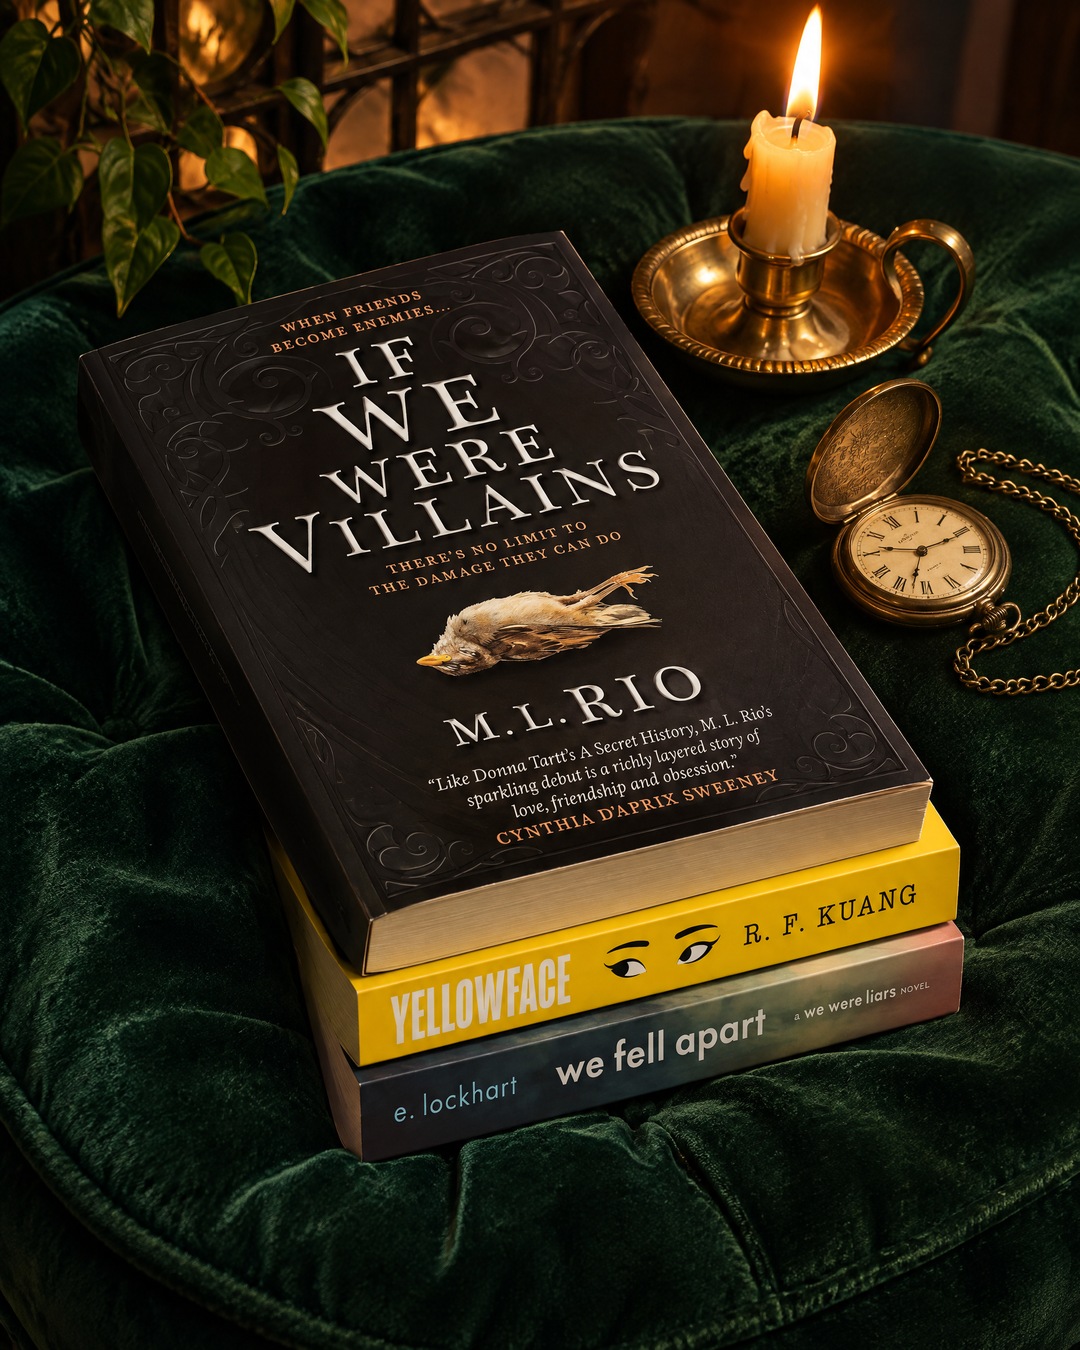 WHEN FRIENDS
BECOME ENEMIES...
IF
WE
WERE
VILLAINS
THERE'S NO LIMIT TO
THE DAMAGE THEY CAN DO
M. L. RIO
“Like Donna Tartt's A Secret History, M. L. Rio's
sparkling debut is a richly layered story of
love, friendship and obsession.”
CYNTHIA D'APRIX SWEENEY
YELLOWFACE R. F. KUANG
e. lockhart we fell apart a we were liars NOVEL